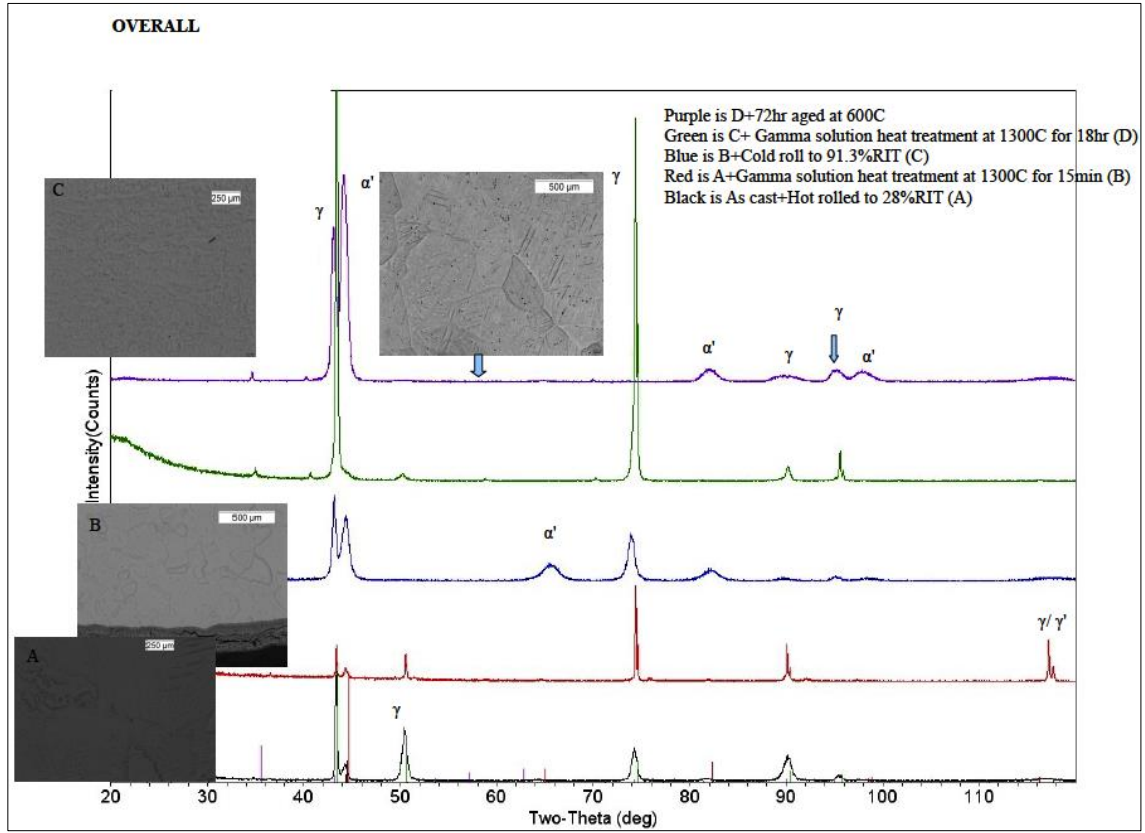 OVERALL
Purple is D+72hr aged at 600C
Green is C+ Gamma solution heat treatment at 1300C for 18hr (D)
Blue is B+Cold roll to 91.3%RIT (C)
Red is A+Gamma solution heat treatment at 1300C for 15min (B)
Black is As cast+Hot rolled to 28%RIT (A)
C
250 µm
γ
α'
500 µm
γ
α'
γ
γ
α'
Intensity(Counts)
B
500 µm
α'
A
250 µm
γ
γ/ γ'
20 30 40 50 60 70 80 90 100 110
Two-Theta (deg)